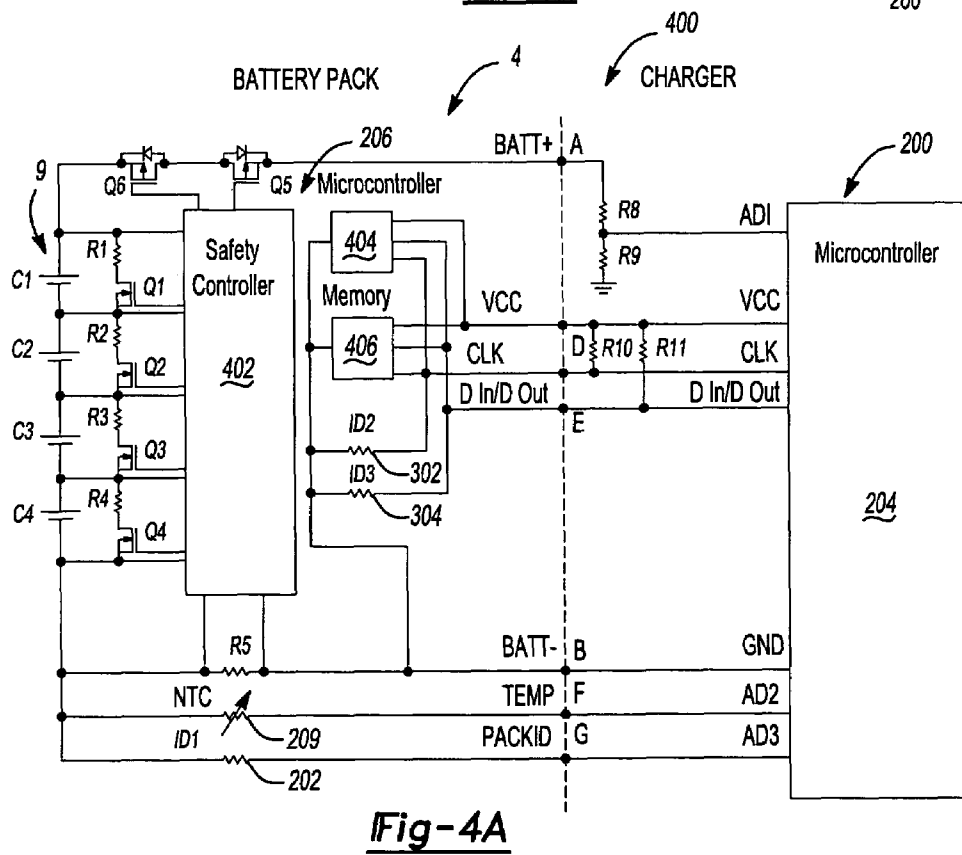 200
400
4
BATTERY PACK
CHARGER
BATT+ A
206
200
9
Q6
Q5
Microcontroller
R8
ADI
R1
Safety
Controller
404
R9
Microcontroller
C1
Q1
Memory
VCC
VCC
R2
406
D
R10
R11
C2
Q2
402
CLK
CLK
D In/D Out
D In/D Out
R3
E
C3
Q3
ID2
302
R4
ID3
304
C4
Q4
204
R5
BATT- B
GND
NTC
TEMP F
AD2
ID1
209
PACKID G
AD3
202
Fig-4A